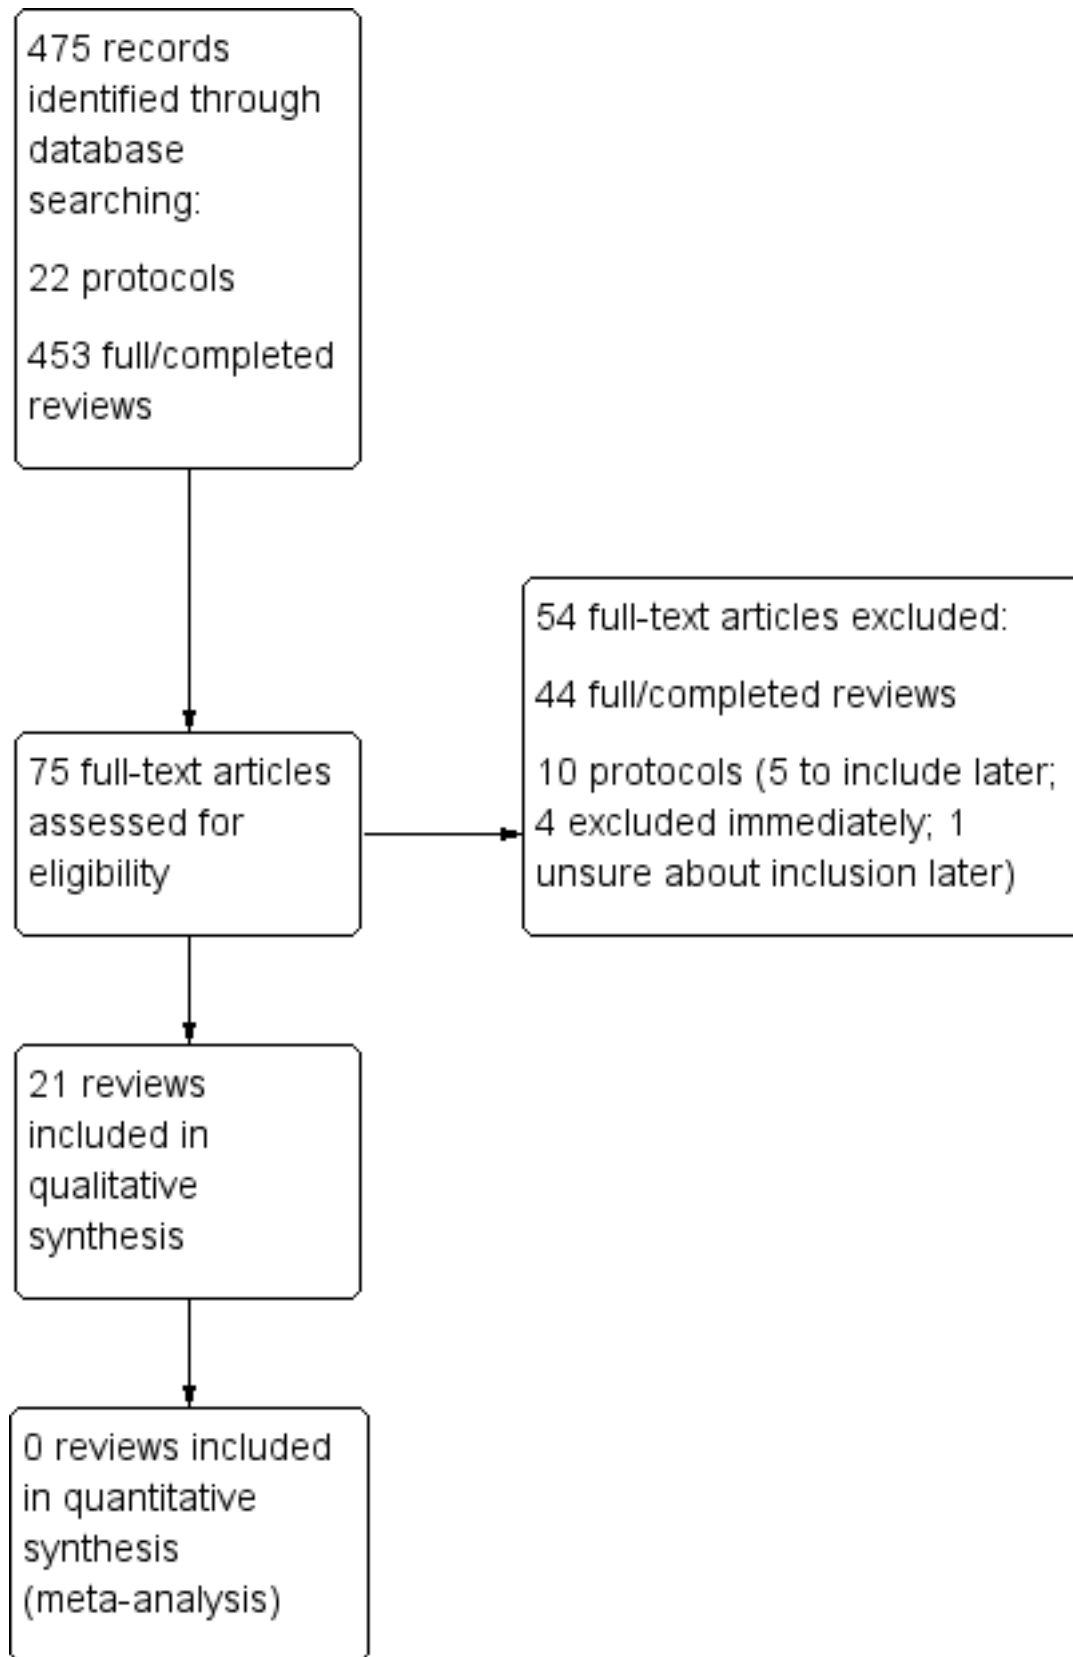 475 records
identified through
database
searching:
22 protocols
453 full/completed
reviews
54 full-text articles excluded:
44 full/completed reviews
10 protocols (5 to include later;
4 excluded immediately; 1
unsure about inclusion later)
75 full-text articles
assessed for
eligibility
21 reviews
included in
qualitative
synthesis
0 reviews included
in quantitative
synthesis
(meta-analysis)